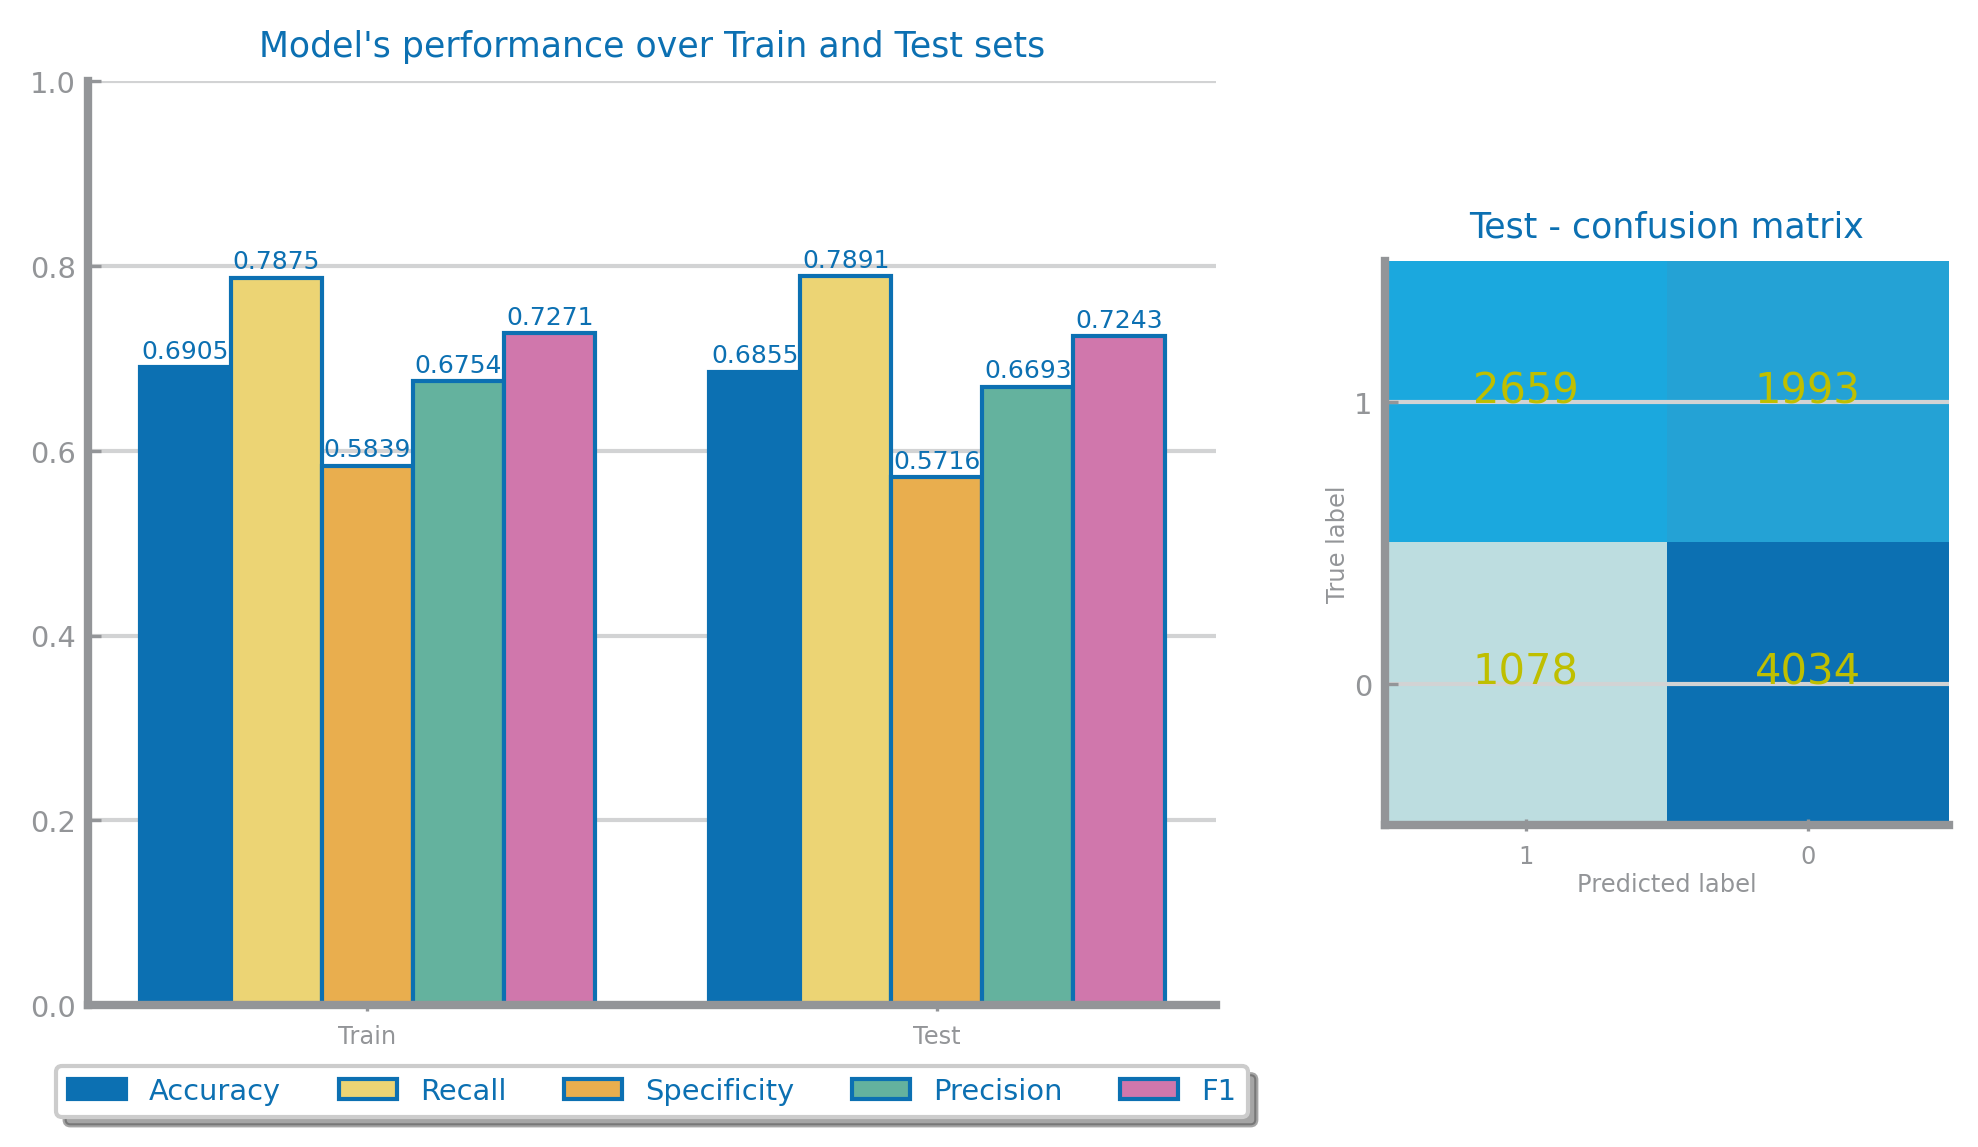 Model's performance over Train and Test sets
1.0
0.8
0.6
0.4
0.2
0.0
0.6905 0.7875 0.5839 0.6754 0.7271
0.6855 0.7891 0.5716 0.6693 0.7243
Train Test
Accuracy Recall Specificity Precision F1
Test - confusion matrix
True label
1 2659 1993
0 1078 4034
1 0
Predicted label